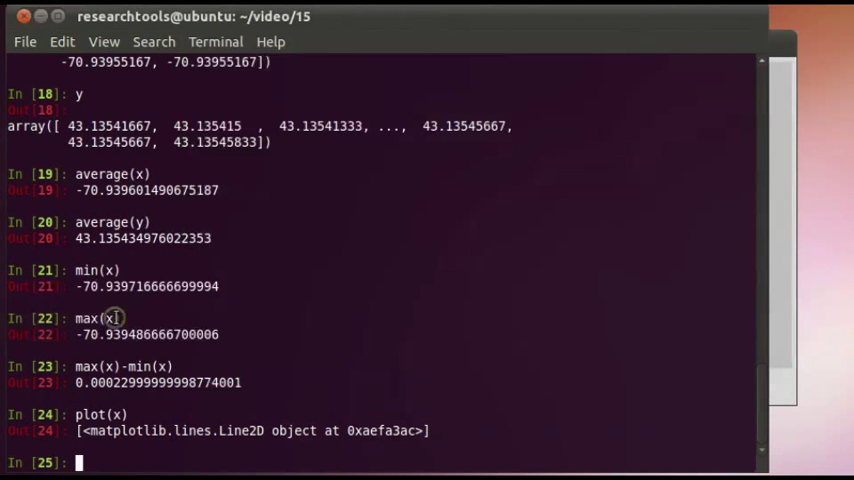 researchtools@ubuntu: ~/video/15
File Edit View Search Terminal Help
-70.93955167, -70.93955167])
In [18]: y
Out[18]:
array([ 43.13541667, 43.135415 , 43.13541333, ..., 43.13545667,
43.13545667, 43.13545833])
In [19]: average(x)
Out[19]: -70.939601490675187
In [20]: average(y)
Out[20]: 43.135434976022353
In [21]: min(x)
Out[21]: -70.939716666699994
In [22]: max(x)
Out[22]: -70.939486666700006
In [23]: max(x)-min(x)
Out[23]: 0.00022999999998774001
In [24]: plot(x)
Out[24]: [<matplotlib.lines.Line2D object at 0xaefa3ac>]
In [25]: